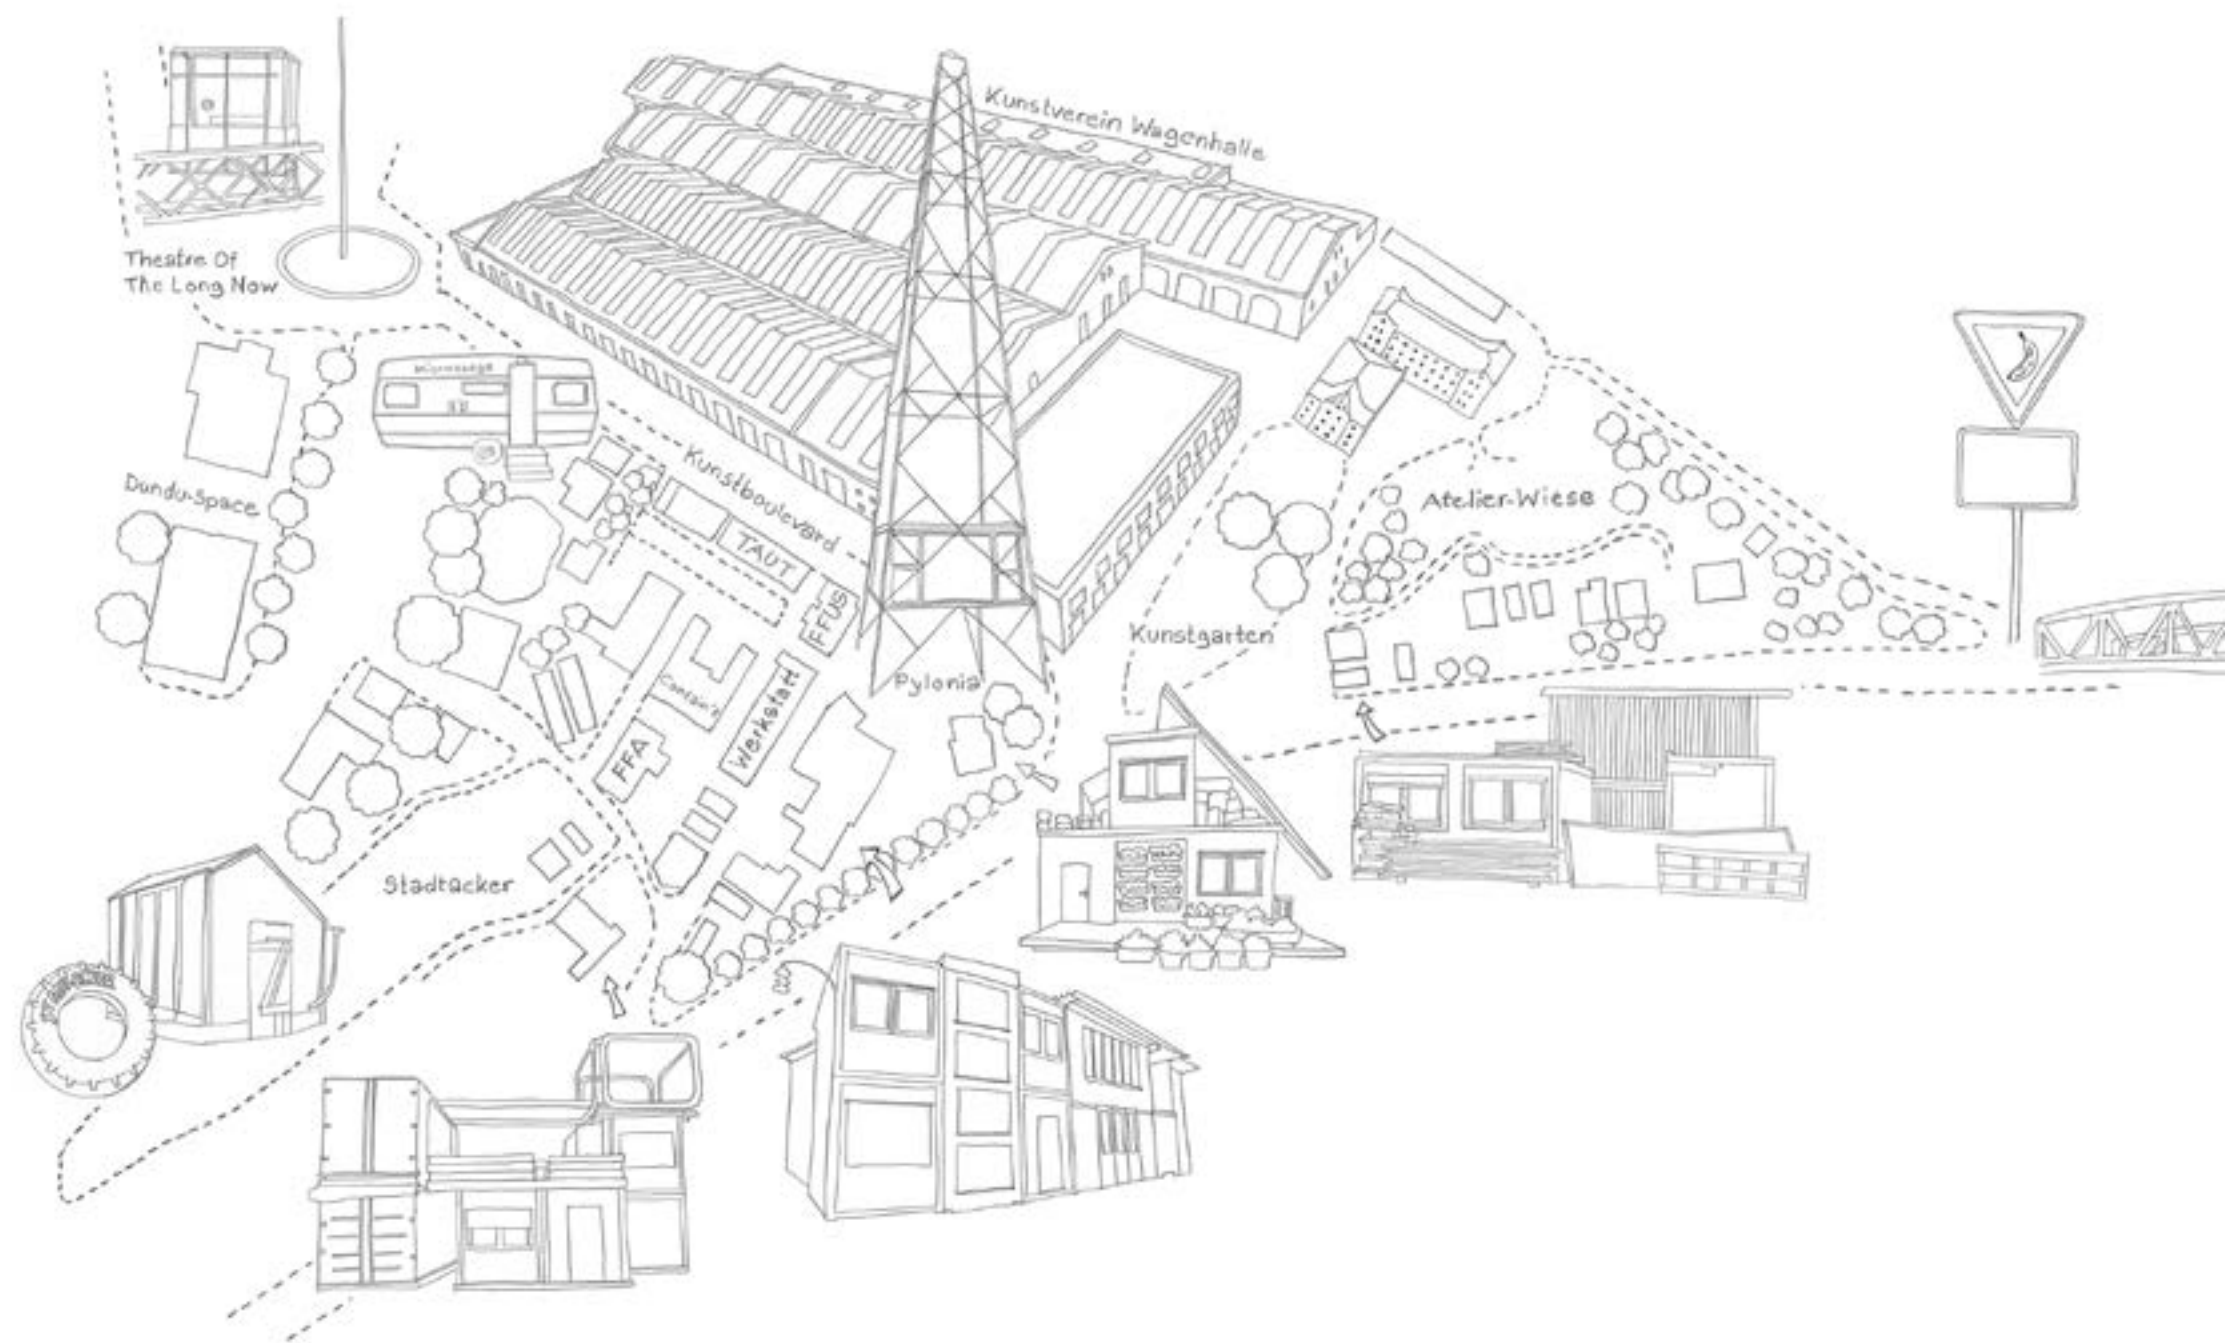 Kunstverein Wagenhalle
Theatre Of
The Long Now
Kunstboulevard
Dundu-Space
TAUT
Atelier-Wiese
FFUS
Kunstgarten
Pylonia
Contain't
Werkstatt
FFA
Stadtacker